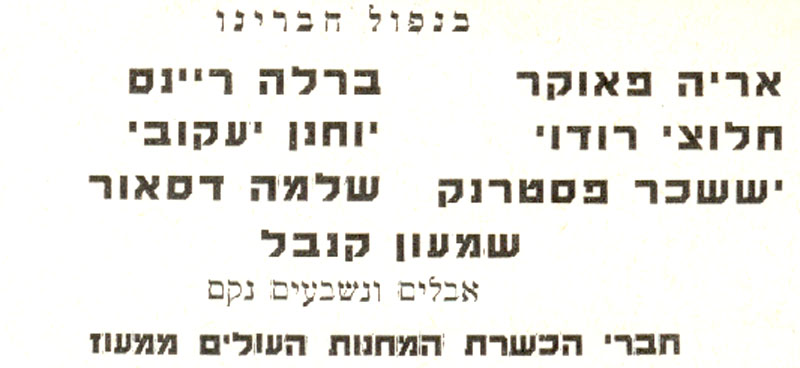 בנפול חברינו
אריה פאוקר ברלה ריינס
חלוצי רודוי יוחנן יעקובי
יששכר פסטרנק שלמה דסאור
שמעון קנבל
אבלים ונשבעים נקם
חברי הכשרת המחנות העולים ממעוז